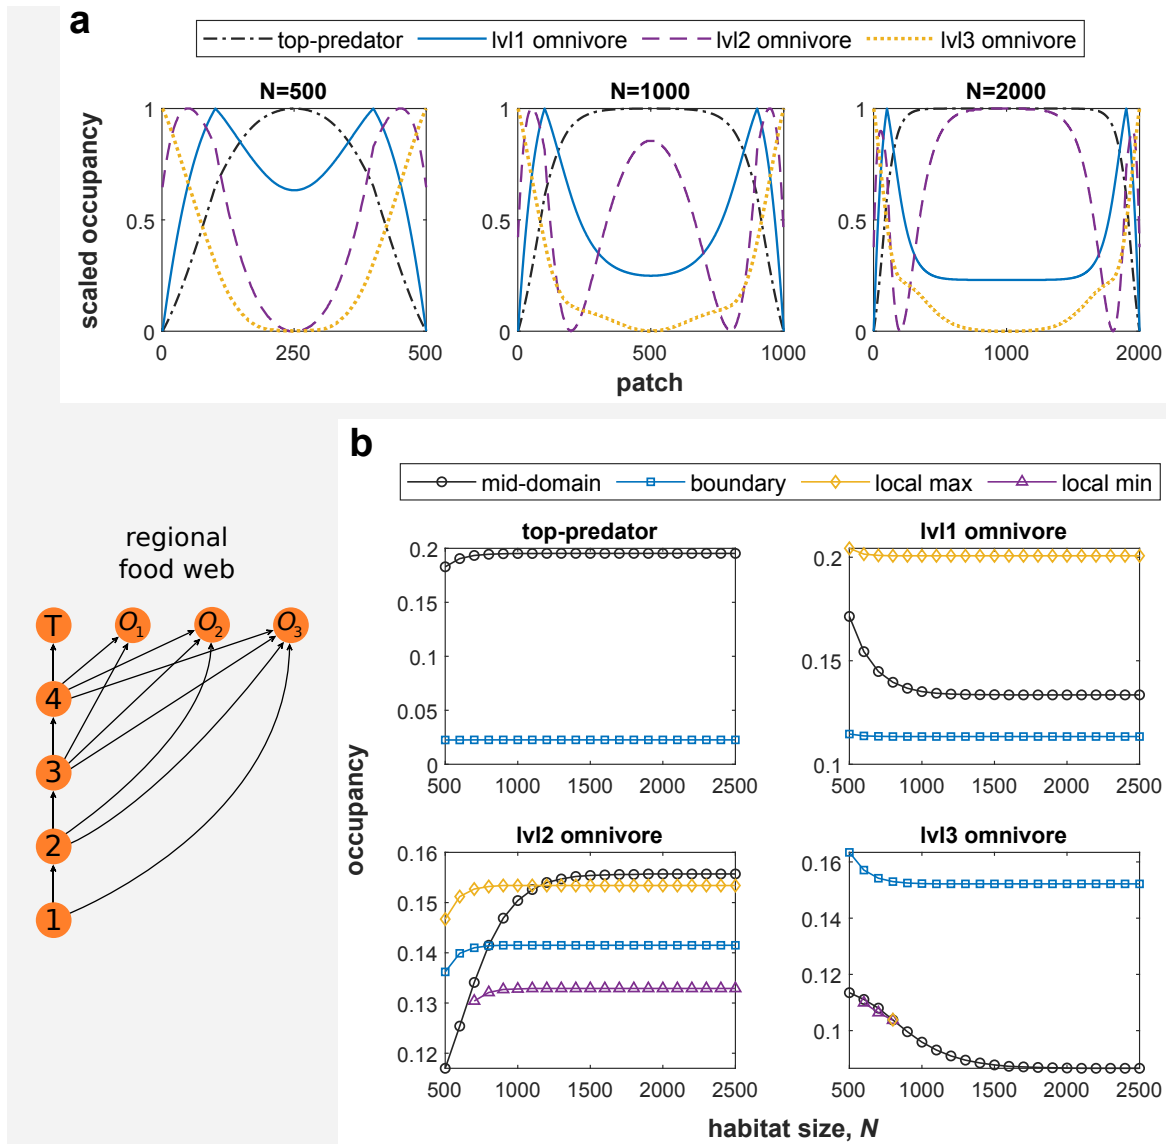 a
top-predator lvl1 omnivore lvl2 omnivore lvl3 omnivore
N=500 N=1000 N=2000
scaled occupancy
1 1 1
0.5 0.5 0.5
0 0 0
0 250 500 0 500 1000 0 1000 2000
patch
b
mid-domain boundary local max local min
regional
food web
T O1 O2 O3
4
3
2
1
occupancy
top-predator
0.2
0.15
0.1
0.05
0
500 1000 1500 2000 2500
lvl1 omnivore
0.2
0.15
0.1
500 1000 1500 2000 2500
lvl2 omnivore
0.16
0.15
0.14
0.13
0.12
500 1000 1500 2000 2500
lvl3 omnivore
0.16
0.14
0.12
0.1
500 1000 1500 2000 2500
habitat size, N